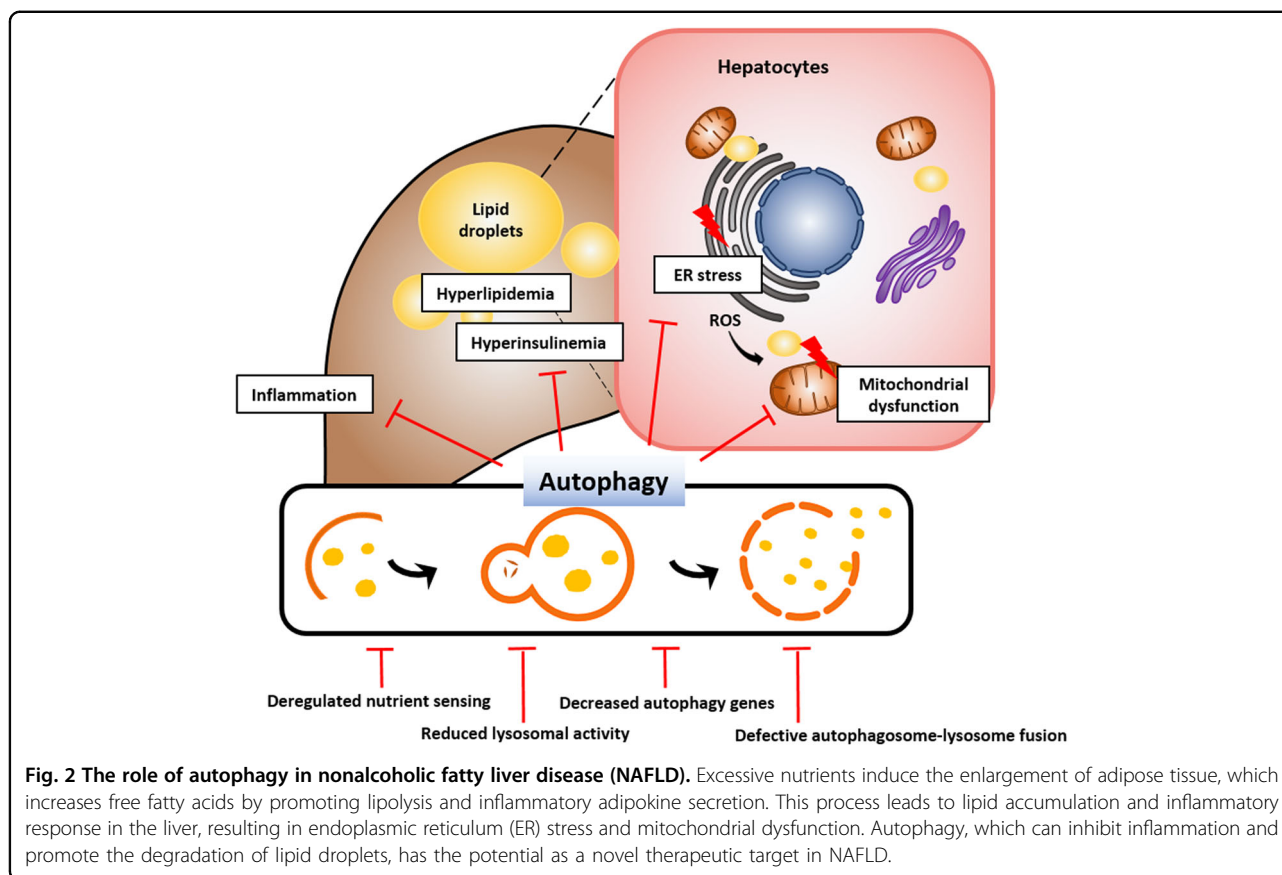 Hepatocytes
Lipid
droplets
ER stress
Hyperlipidemia
ROS
Hyperinsulinemia
Inflammation
Mitochondrial
dysfunction
Autophagy
Deregulated nutrient sensing
Decreased autophagy genes
Reduced lysosomal activity
Defective autophagosome-lysosome fusion
Fig. 2 The role of autophagy in nonalcoholic fatty liver disease (NAFLD). Excessive nutrients induce the enlargement of adipose tissue, which
increases free fatty acids by promoting lipolysis and inflammatory adipokine secretion. This process leads to lipid accumulation and inflammatory
response in the liver, resulting in endoplasmic reticulum (ER) stress and mitochondrial dysfunction. Autophagy, which can inhibit inflammation and
promote the degradation of lipid droplets, has the potential as a novel therapeutic target in NAFLD.